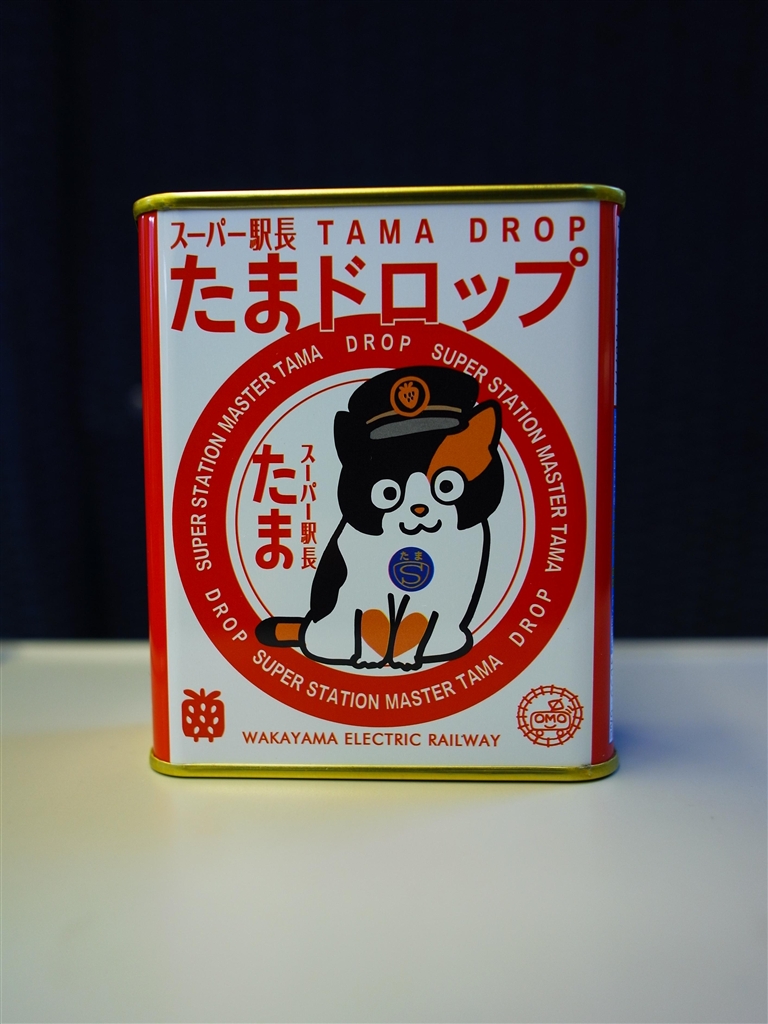 スーパー駅長 TAMA DROP
たまドロップ
SUPER STATION MASTER TAMA DROP SUPER STATION MASTER TAMA DROP SUPER STATION MASTER TAMA DROP
スーパー駅長
たま
たま
S
OMO
WAKAYAMA ELECTRIC RAILWAY